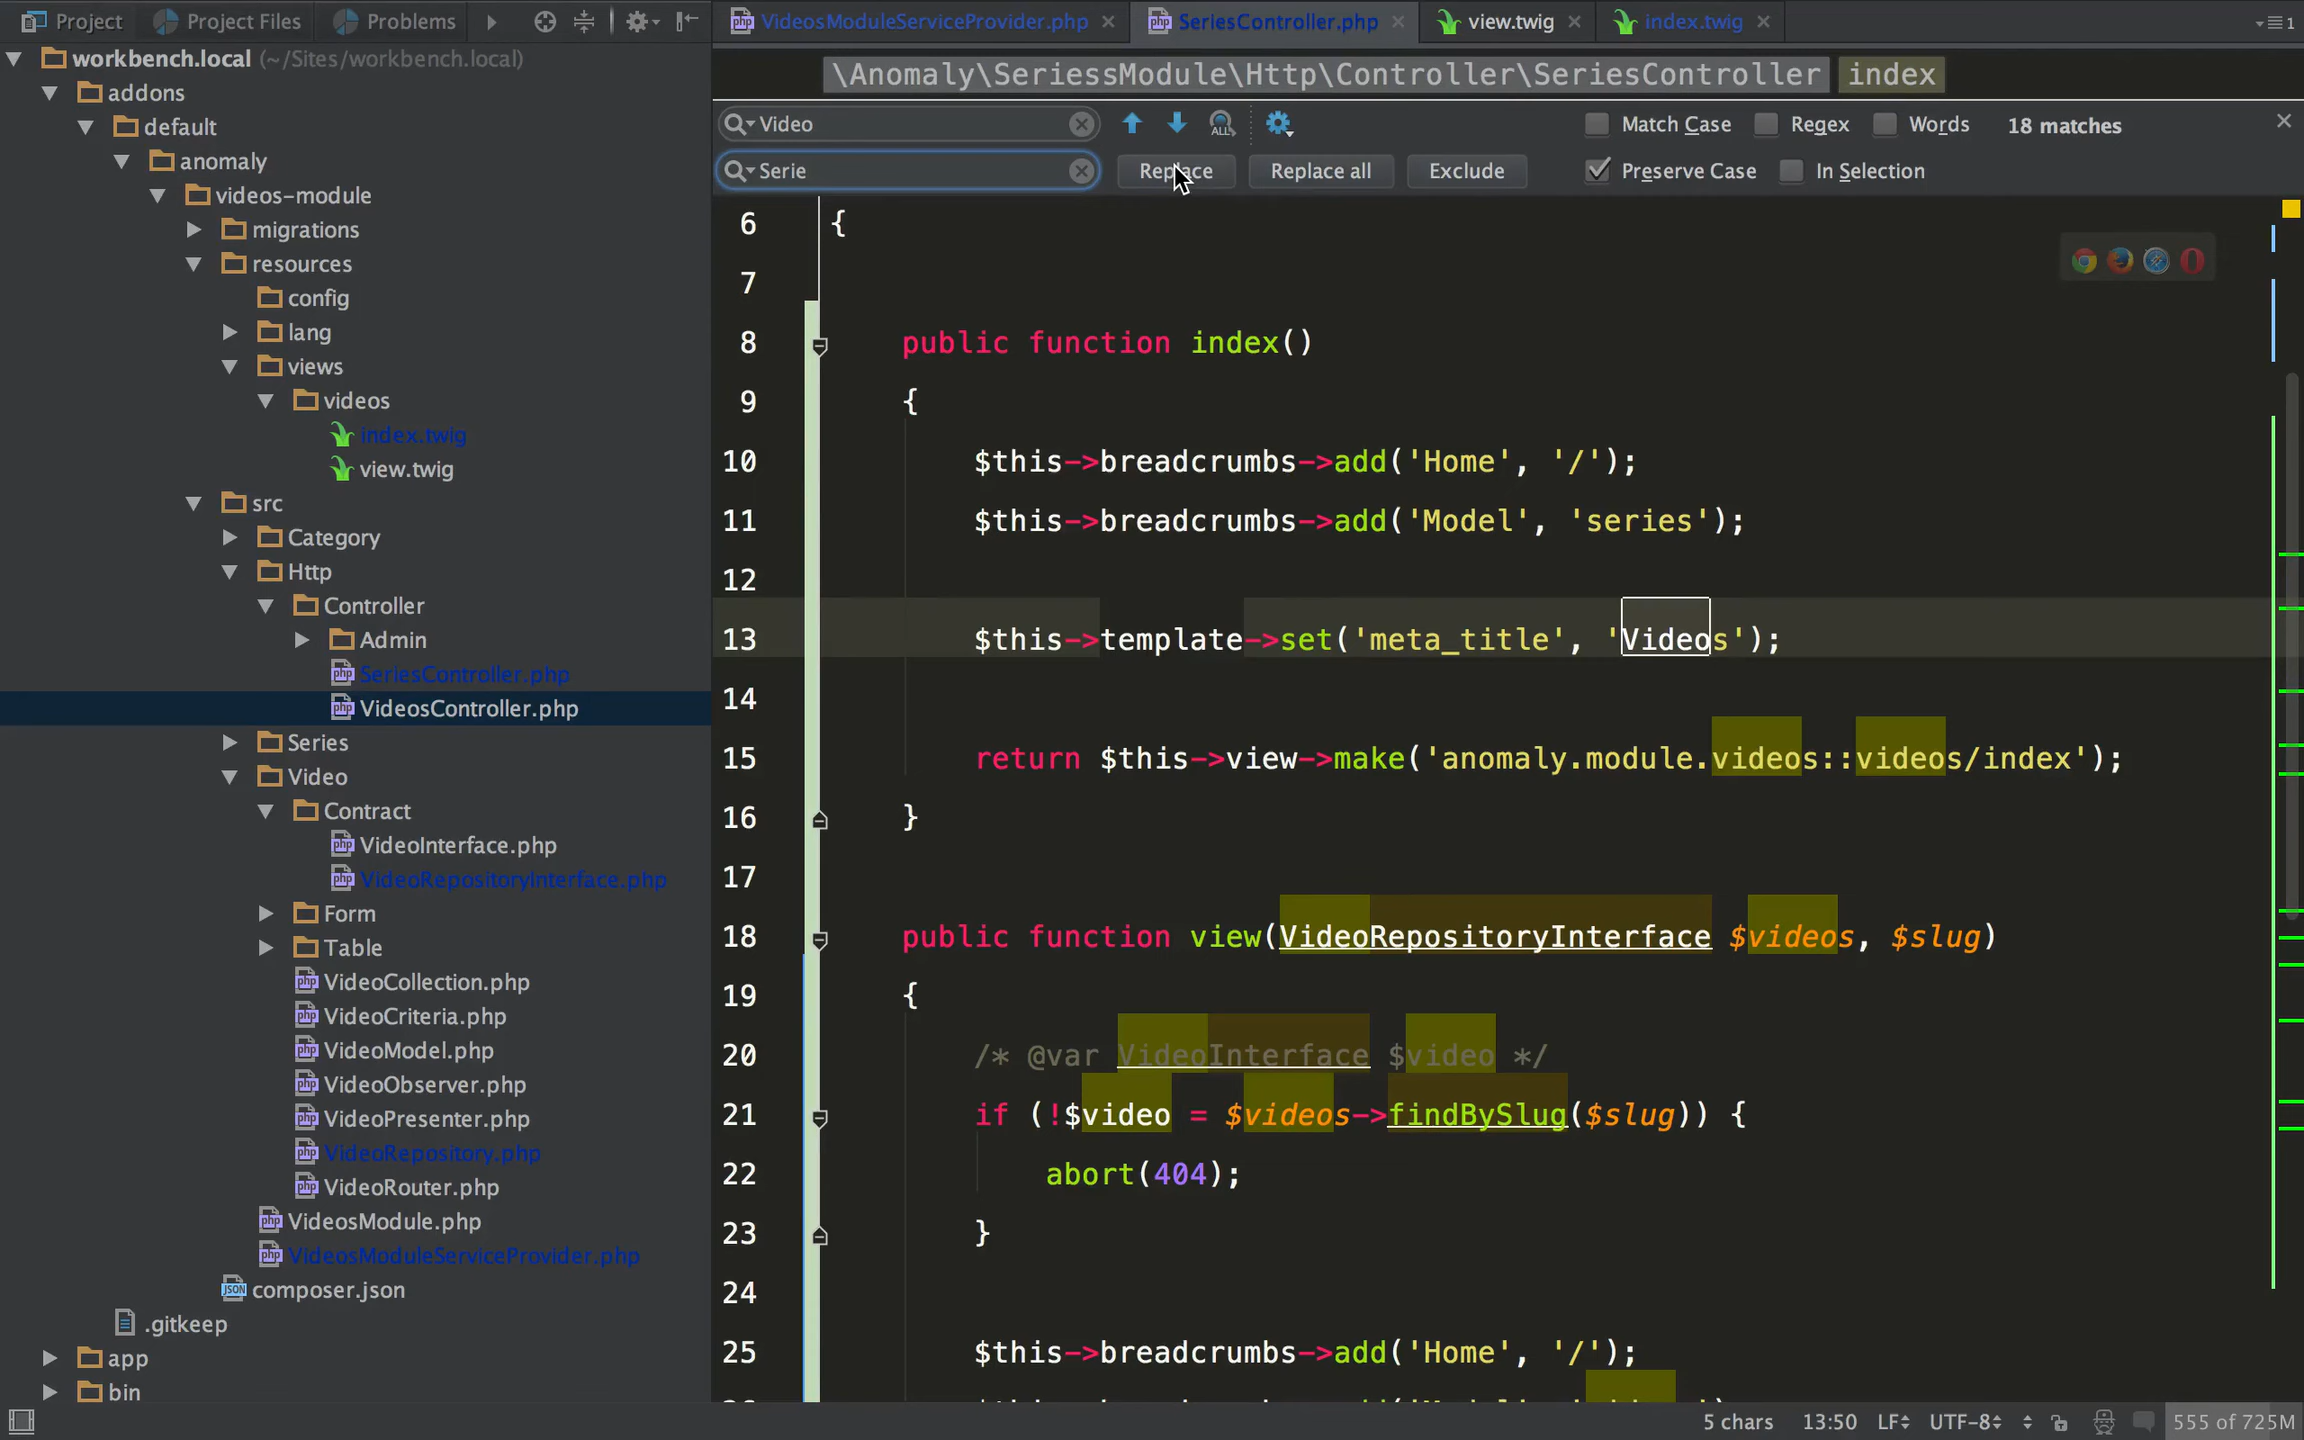 Project Project Files Problems
VideosModuleServiceProvider.php SeriesController.php view.twig index.twig 1
\Anomaly\SeriessModule\Http\Controller\SeriesController index
Video ALL Match Case Regex Words 18 matches
Serie Replace Replace all Exclude Preserve Case In Selection
workbench.local (~/Sites/workbench.local)
addons
default
anomaly
videos-module
migrations
resources
config
lang
views
videos
index.twig
view.twig
src
Category
Http
Controller
Admin
SeriesController.php
VideosController.php
Series
Video
Contract
VideoInterface.php
VideoRepositoryInterface.php
Form
Table
VideoCollection.php
VideoCriteria.php
VideoModel.php
VideoObserver.php
VideoPresenter.php
VideoRepository.php
VideoRouter.php
VideosModule.php
VideosModuleServiceProvider.php
composer.json
.gitkeep
app
bin
6 {
7
8 public function index()
9 {
10 $this->breadcrumbs->add('Home', '/');
11 $this->breadcrumbs->add('Model', 'series');
12
13 $this->template->set('meta_title', 'Videos');
14
15 return $this->view->make('anomaly.module.videos::videos/index');
16 }
17
18 public function view(VideoRepositoryInterface $videos, $slug)
19 {
20 /* @var VideoInterface $video */
21 if (!$video = $videos->findBySlug($slug)) {
22 abort(404);
23 }
24
25 $this->breadcrumbs->add('Home', '/');
5 chars 13:50 LF UTF-8 555 of 725M